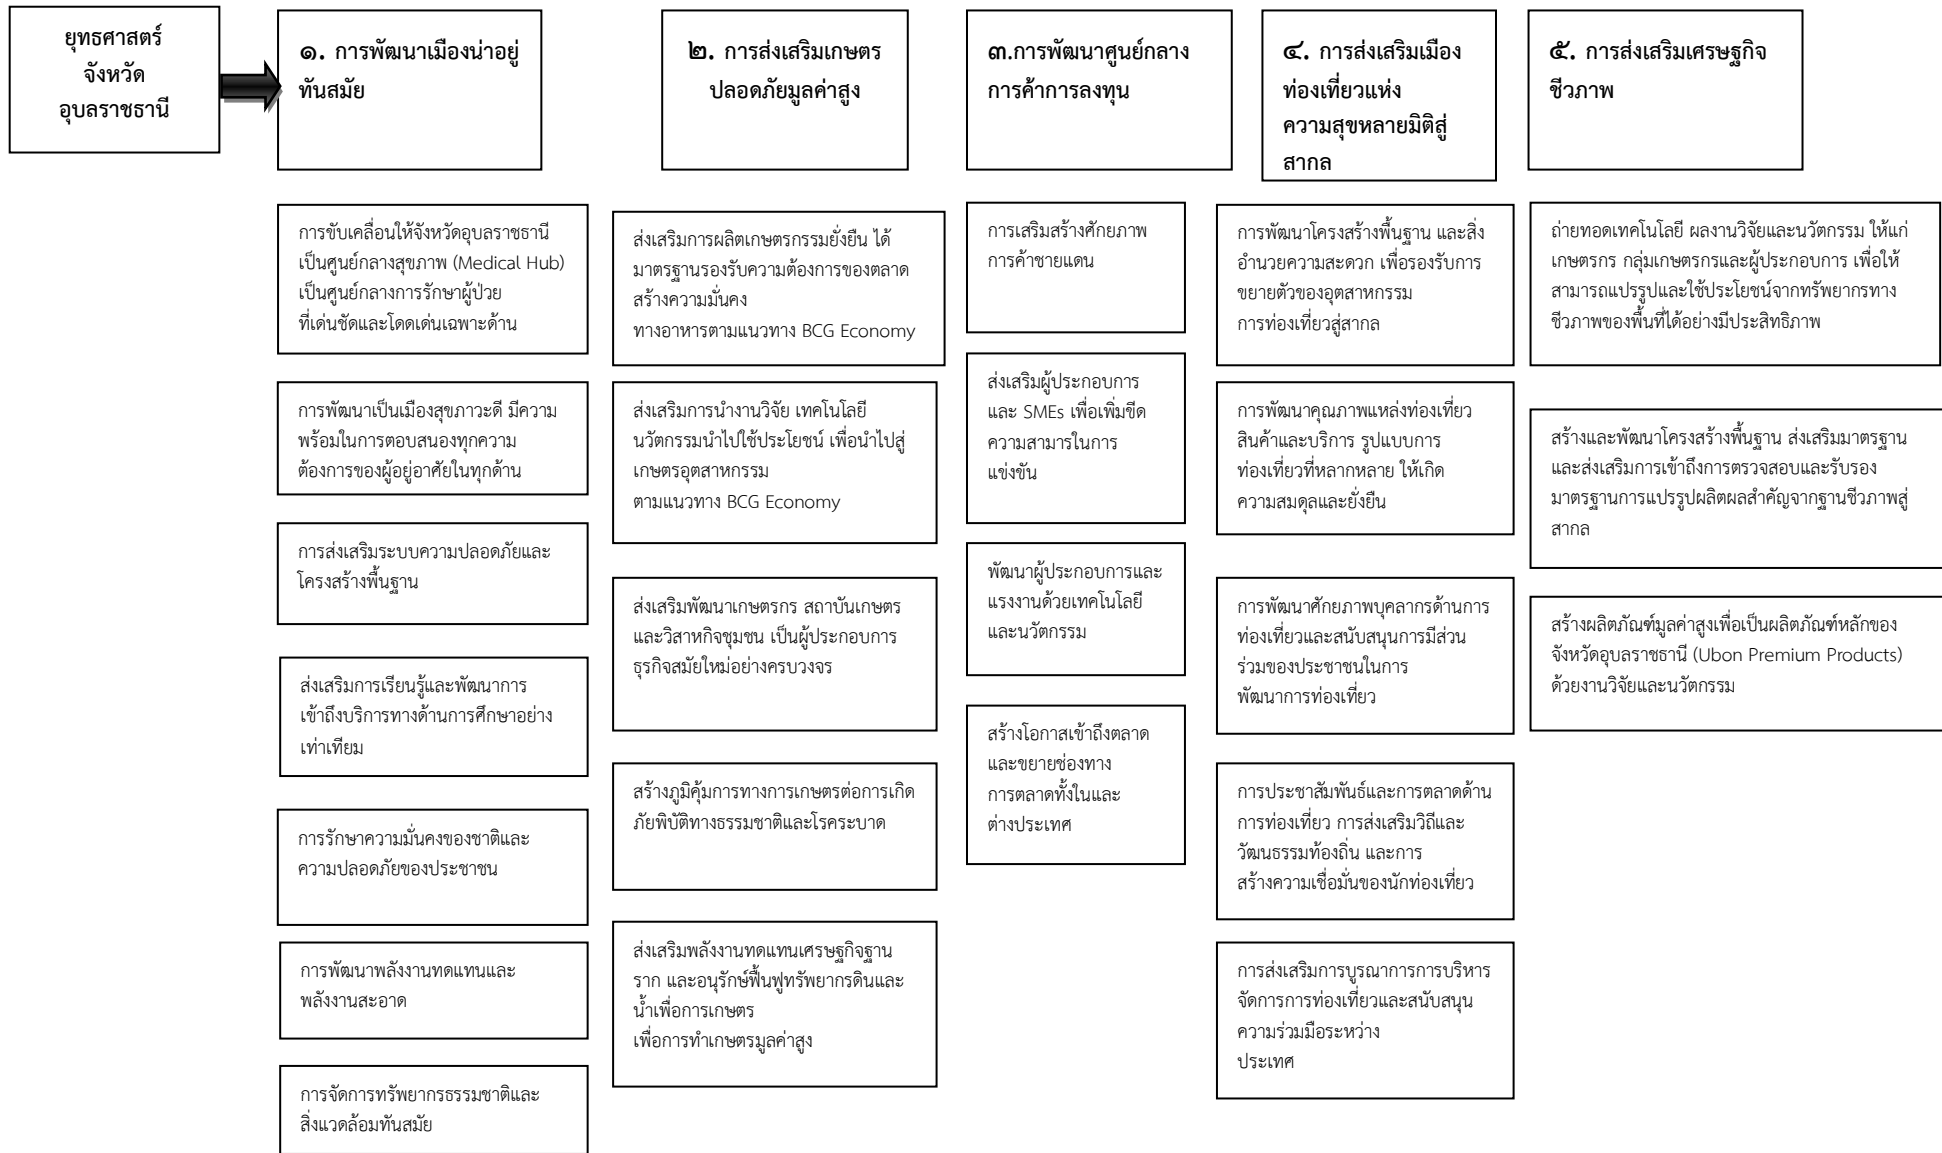 ยุทธศาสตร์
จังหวัด
อุบลราชธานี
๑. การพัฒนาเมืองน่าอยู่
ทันสมัย
๒. การส่งเสริมเกษตร
ปลอดภัยมูลค่าสูง
๓.การพัฒนาศูนย์กลาง
การค้าการลงทุน
๔. การส่งเสริมเมือง
ท่องเที่ยวแห่ง
ความสุขหลายมิติสู่
สากล
๕. การส่งเสริมเศรษฐกิจ
ชีวภาพ
การขับเคลื่อนให้จังหวัดอุบลราชธานี
เป็นศูนย์กลางสุขภาพ (Medical Hub)
เป็นศูนย์กลางการรักษาผู้ป่วย
ที่เด่นชัดและโดดเด่นเฉพาะด้าน
การพัฒนาเป็นเมืองสุขภาวะดี มีความ
พร้อมในการตอบสนองทุกความ
ต้องการของผู้อยู่อาศัยในทุกด้าน
การส่งเสริมระบบความปลอดภัยและ
โครงสร้างพื้นฐาน
ส่งเสริมการเรียนรู้และพัฒนาการ
เข้าถึงบริการทางด้านการศึกษาอย่าง
เท่าเทียม
การรักษาความมั่นคงของชาติและ
ความปลอดภัยของประชาชน
การพัฒนาพลังงานทดแทนและ
พลังงานสะอาด
การจัดการทรัพยากรธรรมชาติและ
สิ่งแวดล้อมทันสมัย
ส่งเสริมการผลิตเกษตรกรรมยั่งยืน ได้
มาตรฐานรองรับความต้องการของตลาด
สร้างความมั่นคง
ทางอาหารตามแนวทาง BCG Economy
ส่งเสริมการนำงานวิจัย เทคโนโลยี
นวัตกรรมนำไปใช้ประโยชน์ เพื่อนำไปสู่
เกษตรอุตสาหกรรม
ตามแนวทาง BCG Economy
ส่งเสริมพัฒนาเกษตรกร สถาบันเกษตร
และวิสาหกิจชุมชน เป็นผู้ประกอบการ
ธุรกิจสมัยใหม่อย่างครบวงจร
สร้างภูมิคุ้มการทางการเกษตรต่อการเกิด
ภัยพิบัติทางธรรมชาติและโรคระบาด
ส่งเสริมพลังงานทดแทนเศรษฐกิจฐาน
ราก และอนุรักษ์ฟื้นฟูทรัพยากรดินและ
น้ำเพื่อการเกษตร
เพื่อการทำเกษตรมูลค่าสูง
การเสริมสร้างศักยภาพ
การค้าชายแดน
ส่งเสริมผู้ประกอบการ
และ SMEs เพื่อเพิ่มขีด
ความสามารในการ
แข่งขัน
พัฒนาผู้ประกอบการและ
แรงงานด้วยเทคโนโลยี
และนวัตกรรม
สร้างโอกาสเข้าถึงตลาด
และขยายช่องทาง
การตลาดทั้งในและ
ต่างประเทศ
การพัฒนาโครงสร้างพื้นฐาน และสิ่ง
อำนวยความสะดวก เพื่อรองรับการ
ขยายตัวของอุตสาหกรรม
การท่องเที่ยวสู่สากล
การพัฒนาคุณภาพแหล่งท่องเที่ยว
สินค้าและบริการ รูปแบบการ
ท่องเที่ยวที่หลากหลาย ให้เกิด
ความสมดุลและยั่งยืน
การพัฒนาศักยภาพบุคลากรด้านการ
ท่องเที่ยวและสนับสนุนการมีส่วน
ร่วมของประชาชนในการ
พัฒนาการท่องเที่ยว
การประชาสัมพันธ์และการตลาดด้าน
การท่องเที่ยว การส่งเสริมวิถีและ
วัฒนธรรมท้องถิ่น และการ
สร้างความเชื่อมั่นของนักท่องเที่ยว
การส่งเสริมการบูรณาการการบริหาร
จัดการการท่องเที่ยวและสนับสนุน
ความร่วมมือระหว่าง
ประเทศ
ถ่ายทอดเทคโนโลยี ผลงานวิจัยและนวัตกรรม ให้แก่
เกษตรกร กลุ่มเกษตรกรและผู้ประกอบการ เพื่อให้
สามารถแปรรูปและใช้ประโยชน์จากทรัพยากรทาง
ชีวภาพของพื้นที่ได้อย่างมีประสิทธิภาพ
สร้างและพัฒนาโครงสร้างพื้นฐาน ส่งเสริมมาตรฐาน
และส่งเสริมการเข้าถึงการตรวจสอบและรับรอง
มาตรฐานการแปรรูปผลิตผลสำคัญจากฐานชีวภาพสู่
สากล
สร้างผลิตภัณฑ์มูลค่าสูงเพื่อเป็นผลิตภัณฑ์หลักของ
จังหวัดอุบลราชธานี (Ubon Premium Products)
ด้วยงานวิจัยและนวัตกรรม